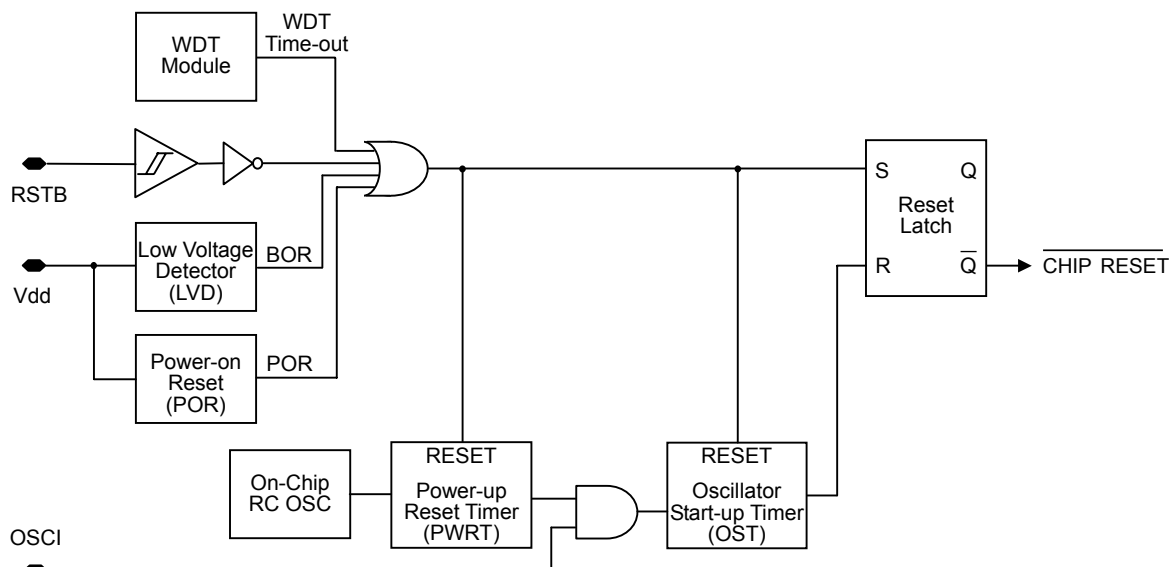 WDT
Module
WDT
Time-out
RSTB
Low Voltage
Detector
(LVD)
BOR
Vdd
Power-on
Reset
(POR)
POR
S
Q
Reset
Latch
R
Q
CHIP RESET
On-Chip
RC OSC
RESET
Power-up
Reset Timer
(PWRT)
RESET
Oscillator
Start-up Timer
(OST)
OSCI